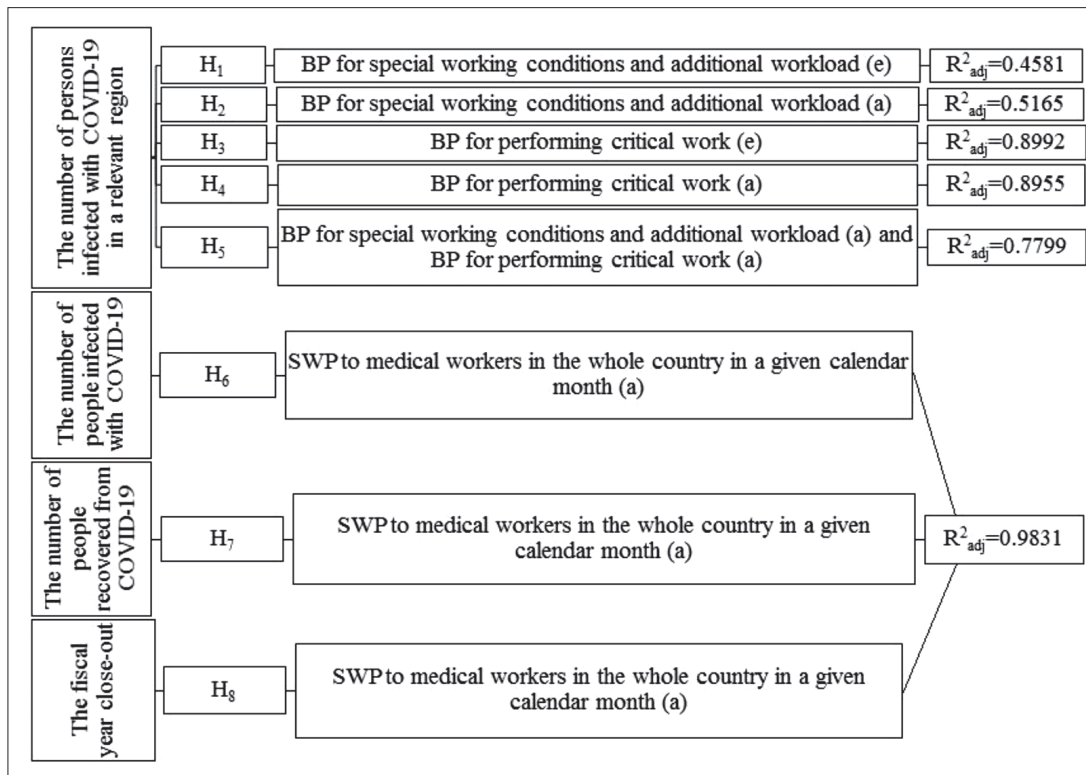 The number of persons
infected with COVID-19
in a relevant region
H1
BP for special working conditions and additional workload (e)
R2adj=0.4581
H2
BP for special working conditions and additional workload (a)
R2adj=0.5165
H3
BP for performing critical work (e)
R2adj=0.8992
H4
BP for performing critical work (a)
R2adj=0.8955
H5
BP for special working conditions and additional workload (a) and
BP for performing critical work (a)
R2adj=0.7799
The number of
people infected
with COVID-19
H6
SWP to medical workers in the whole country in a given calendar
month (a)
The number of
people
recovered from
COVID-19
H7
SWP to medical workers in the whole country in a given
calendar month (a)
R2adj=0.9831
The fiscal
year close-out
H8
SWP to medical workers in the whole country in a given
calendar month (a)